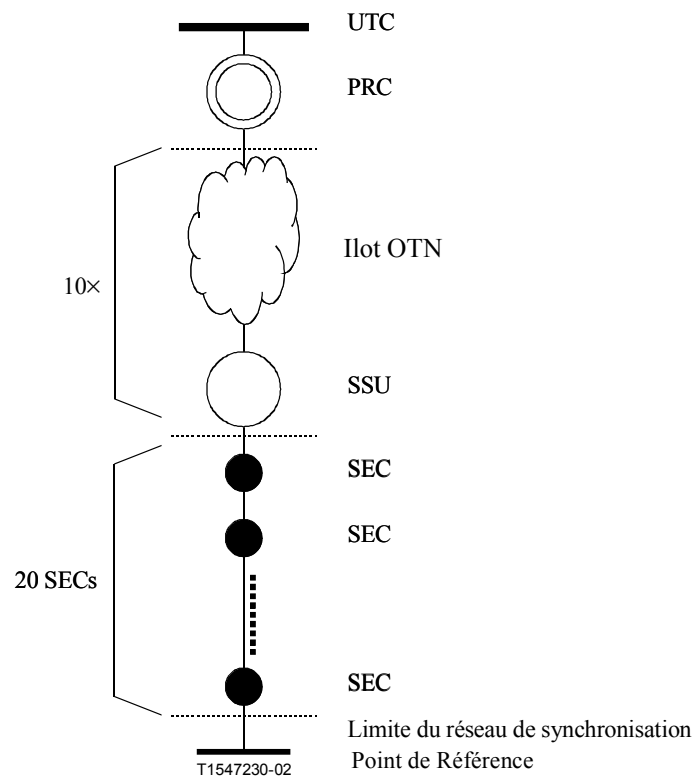 UTC
PRC
Ilot OTN
10×
SSU
SEC
SEC
20 SECs
SEC
Limite du réseau de synchronisation
Point de Référence
T1547230-02